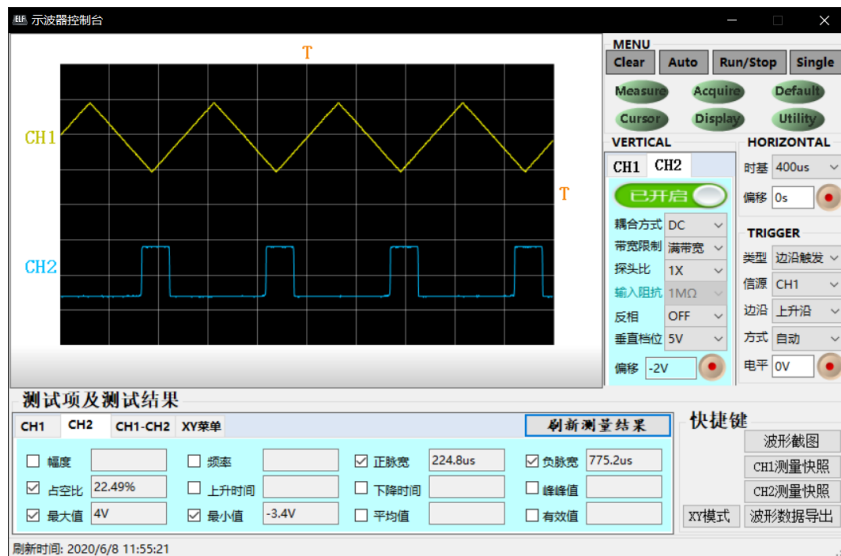 ELF 示波器控制台
T
CH1
T
CH2
MENU
Clear Auto Run/Stop Single
Measure Acquire Default
Cursor Display Utility
VERTICAL
CH1 CH2
已开启
耦合方式 DC
带宽限制 满带宽
探头比 1X
输入阻抗 1MΩ
反相 OFF
垂直档位 5V
偏移 -2V
HORIZONTAL
时基 400us
偏移 0s
TRIGGER
类型 边沿触发
信源 CH1
边沿 上升沿
方式 自动
电平 0V
测试项及测试结果
CH1 CH2 CH1-CH2 XY菜单 刷新测量结果
幅度 频率 正脉宽 224.8us 负脉宽 775.2us
占空比 22.49% 上升时间 下降时间 峰峰值
最大值 4V 最小值 -3.4V 平均值 有效值
快捷键
波形截图
CH1测量快照
CH2测量快照
XY模式 波形数据导出
刷新时间: 2020/6/8 11:55:21